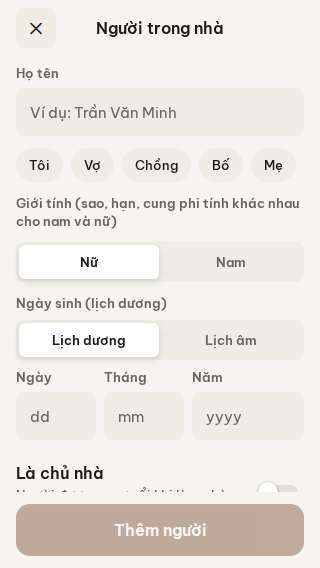 Người trong nhà
Họ tên
Ví dụ: Trần Văn Minh
Tôi
Vợ
Chồng
Bố
Mẹ
Giới tính (sao, hạn, cung phi tính khác nhau
cho nam và nữ)
Nữ
Nam
Ngày sinh (lịch dương)
Lịch dương
Lịch âm
Ngày
Tháng
Năm
dd
mm
yyyy
Là chủ nhà
Thêm người